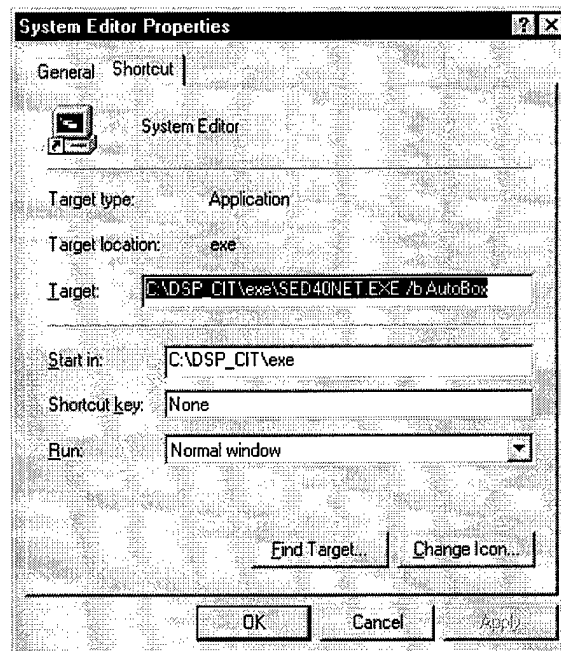 System Editor Properties
General Shortcut
System Editor
Target type: Application
Target location: exe
Target: C:\DSP_CIT\exe\SED40NET.EXE /b AutoBox
Start in: C:\DSP_CIT\exe
Shortcut key: None
Run: Normal window
Find Target... Change Icon...
OK Cancel Apply